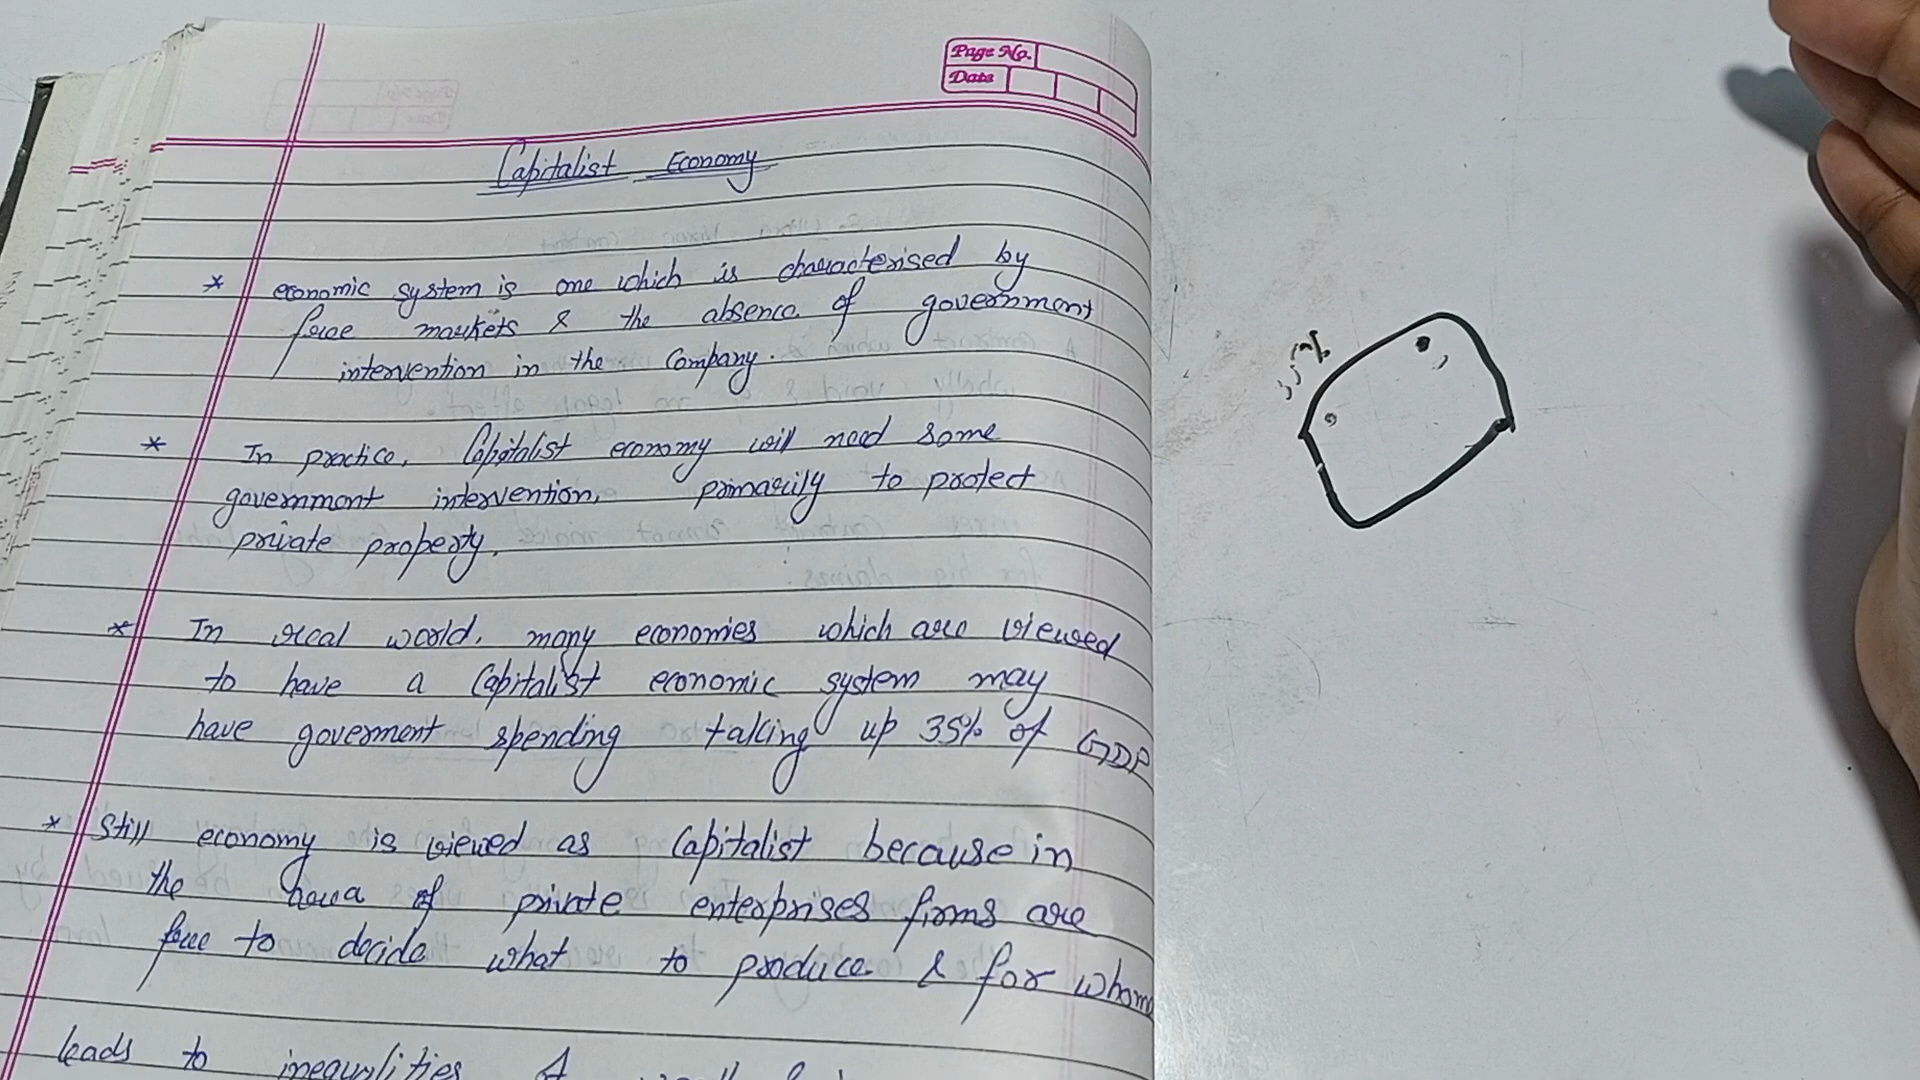 Page No.
Date
Capitalist Economy
* economic system is one which is characterised by
free markets & the absence of government
intervention in the Company.
* In practice, Capitalist economy will need some
government intervention, primarily to protect
private property.
* In real world, many economies which are viewed
to have a Capitalist economic system may
have goverment spending taking up 35% of GDP
* Still economy is viewed as Capitalist because in
the of private enterprises firms are
free to decide what to produce & for whom
leads to inequalities